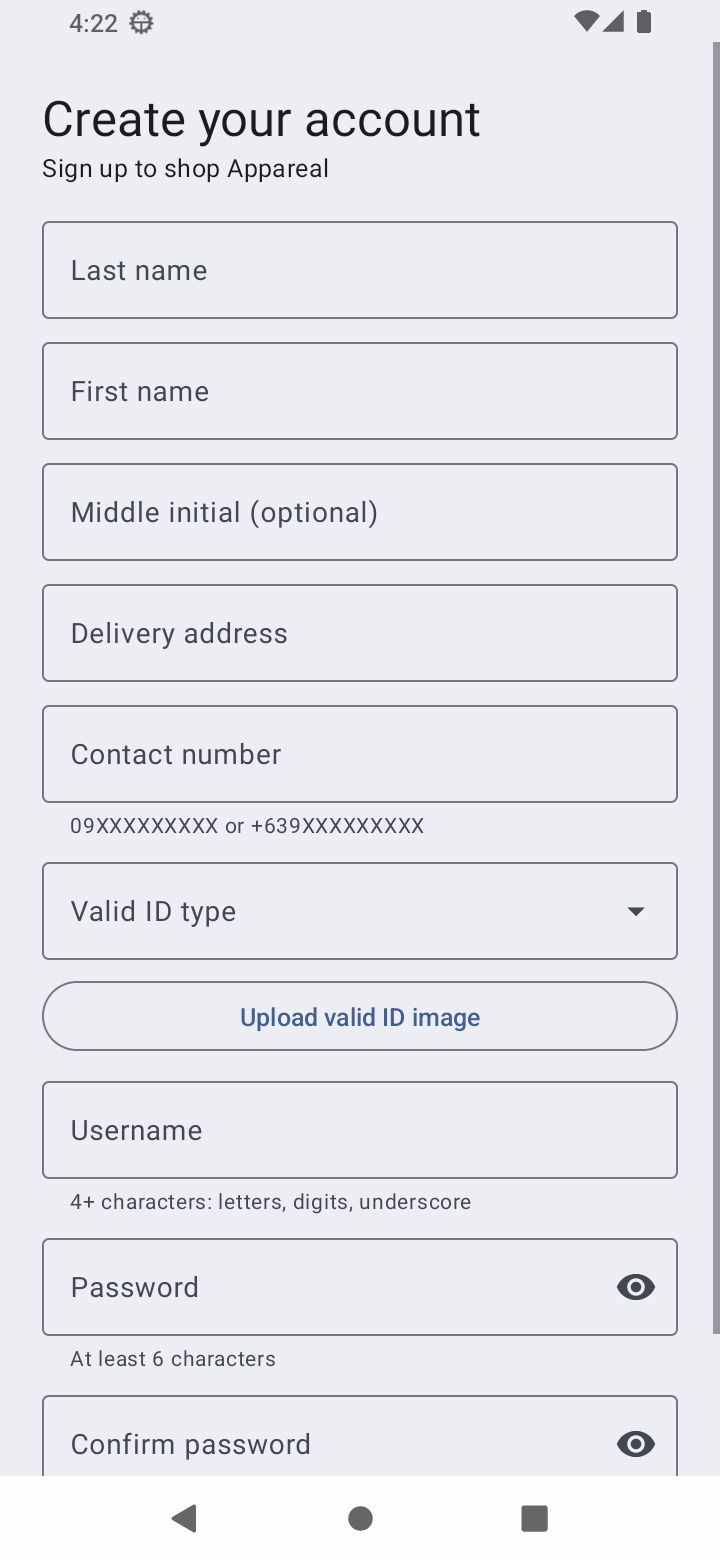 4:22
Create your account
Sign up to shop Appareal
Last name
First name
Middle initial (optional)
Delivery address
Contact number
09XXXXXXXXX or +639XXXXXXXXX
Valid ID type
Upload valid ID image
Username
4+ characters: letters, digits, underscore
Password
At least 6 characters
Confirm password